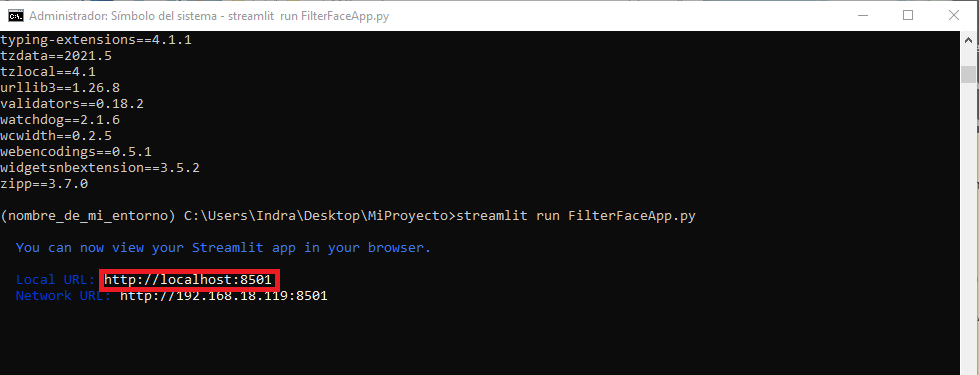 Administrador: Símbolo del sistema - streamlit run FilterFaceApp.py
typing-extensions==4.1.1
tzdata==2021.5
tzlocal==4.1
urllib3==1.26.8
validators==0.18.2
watchdog==2.1.6
wcwidth==0.2.5
webencodings==0.5.1
widgetsnbextension==3.5.2
zipp==3.7.0
(nombre_de_mi_entorno) C:\Users\Indra\Desktop\MiProyecto>streamlit run FilterFaceApp.py
You can now view your Streamlit app in your browser.
Local URL: http://localhost:8501
Network URL: http://192.168.18.119:8501